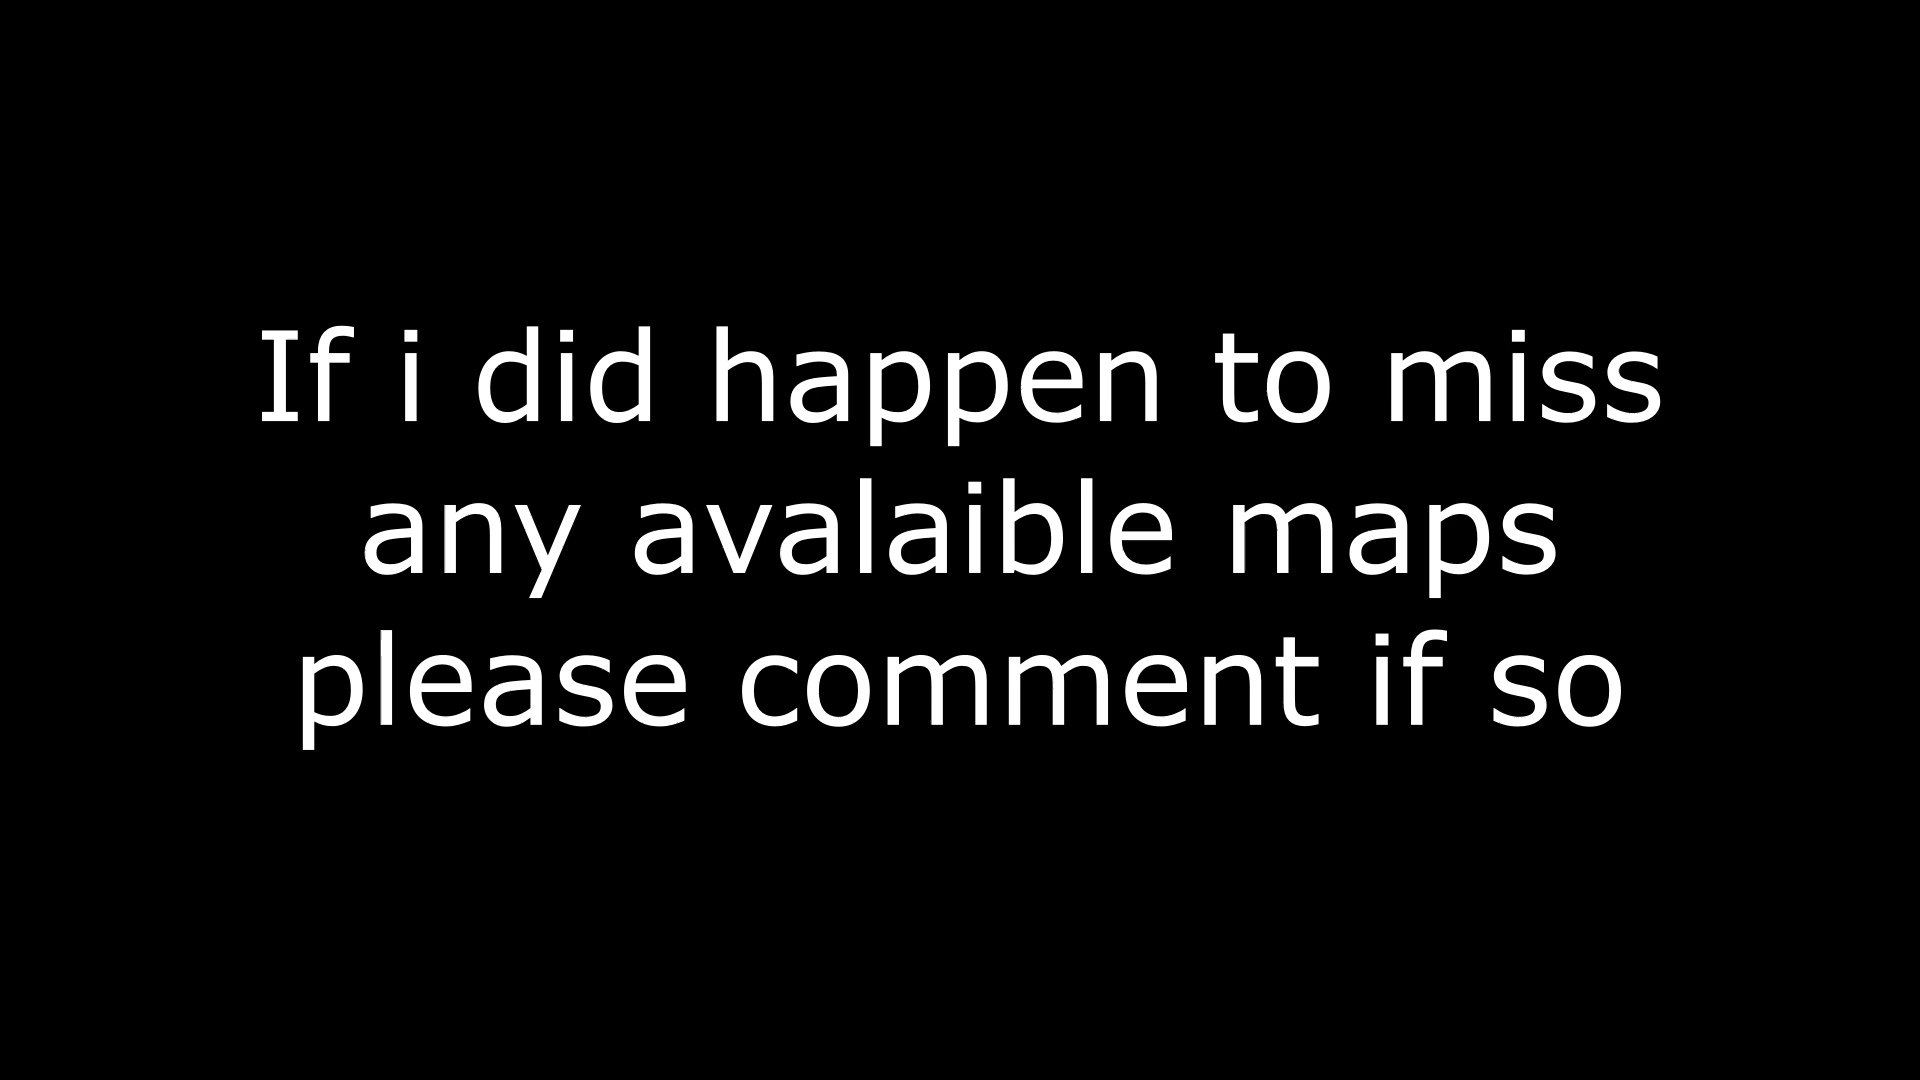 If i did happen to miss
any avalaible maps
please comment if so